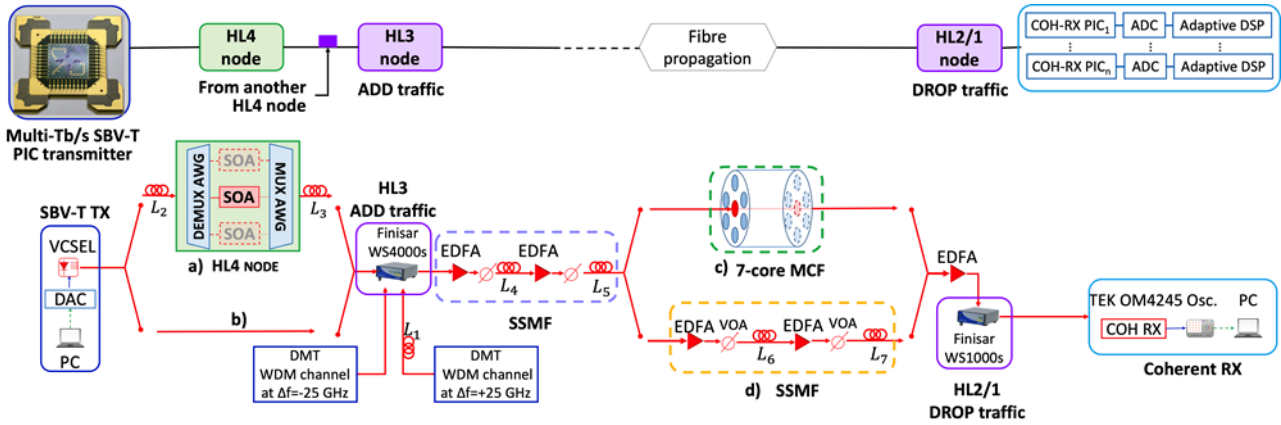 HL4
node
From another
HL4 node
HL3
node
ADD traffic
Fibre
propagation
HL2/1
node
DROP traffic
COH-RX PIC1
ADC
Adaptive DSP
COH-RX PICn
ADC
Adaptive DSP
Multi-Tb/s SBV-T
PIC transmitter
SBV-T TX
VCSEL
DAC
PC
L2
DEMUX AWG
SOA
SOA
SOA
MUX AWG
L3
a) HL4 NODE
b)
HL3
ADD traffic
Finisar
WS4000s
L1
DMT
WDM channel
at Δf=-25 GHz
DMT
WDM channel
at Δf=+25 GHz
EDFA
L4
EDFA
L5
SSMF
c) 7-core MCF
EDFA
VOA
L6
EDFA
VOA
L7
d) SSMF
EDFA
Finisar
WS1000s
HL2/1
DROP traffic
TEK OM4245 Osc.
PC
COH RX
Coherent RX